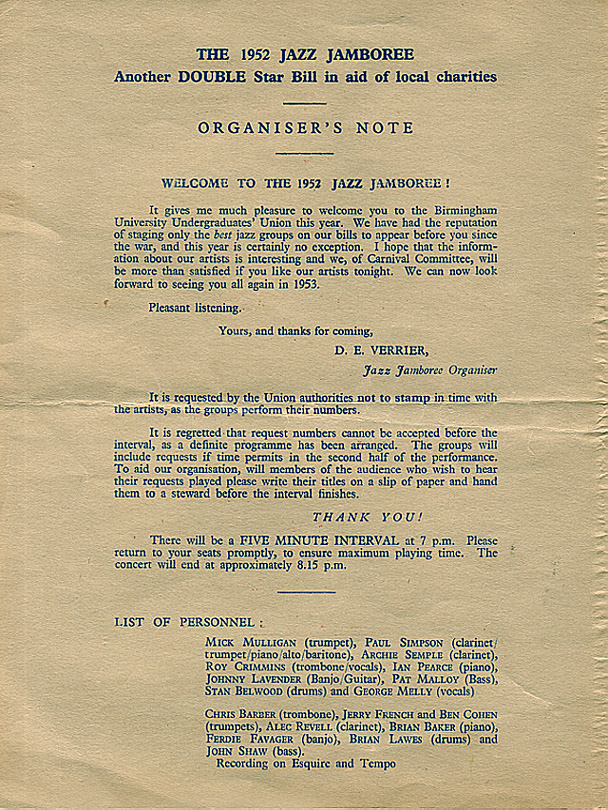 THE 1952 JAZZ JAMBOREE
Another DOUBLE Star Bill in aid of local charities
ORGANISER'S NOTE
WELCOME TO THE 1952 JAZZ JAMBOREE !
It gives me much pleasure to welcome you to the Birmingham
University Undergraduates' Union this year. We have had the reputation
of staging only the best jazz groups on our bills to appear before you since
the war, and this year is certainly no exception. I hope that the inform-
ation about our artists is interesting and we, of Carnival Committee, will
be more than satisfied if you like our artists tonight. We can now look
forward to seeing you all again in 1953.
Pleasant listening.
Yours, and thanks for coming,
D. E. VERRIER,
Jazz Jamboree Organiser
It is requested by the Union authorities not to stamp in time with
the artists, as the groups perform their numbers.
It is regretted that request numbers cannot be accepted before the
interval, as a definite programme has been arranged. The groups will
include requests if time permits in the second half of the performance.
To aid our organisation, will members of the audience who wish to hear
their requests played please write their titles on a slip of paper and hand
them to a steward before the interval finishes.
THANK YOU!
There will be a FIVE MINUTE INTERVAL at 7 p.m. Please
return to your seats promptly, to ensure maximum playing time. The
concert will end at approximately 8.15 p.m.
LIST OF PERSONNEL :
MICK MULLIGAN (trumpet), PAUL SIMPSON (clarinet/
trumpet/piano/alto/baritone), ARCHIE SEMPLE (clarinet),
ROY CRIMMINS (trombone/vocals), IAN PEARCE (piano),
JOHNNY LAVENDER (Banjo/Guitar), PAT MALLOY (Bass),
STAN BELWOOD (drums) and GEORGE MELLY (vocals)
CHRIS BARBER (trombone), JERRY FRENCH and BEN COHEN
(trumpets), ALEC REVELL (clarinet), BRIAN BAKER (piano),
FERDIE FAVAGER (banjo), BRIAN LAWES (drums) and
JOHN SHAW (bass).
Recording on Esquire and Tempo